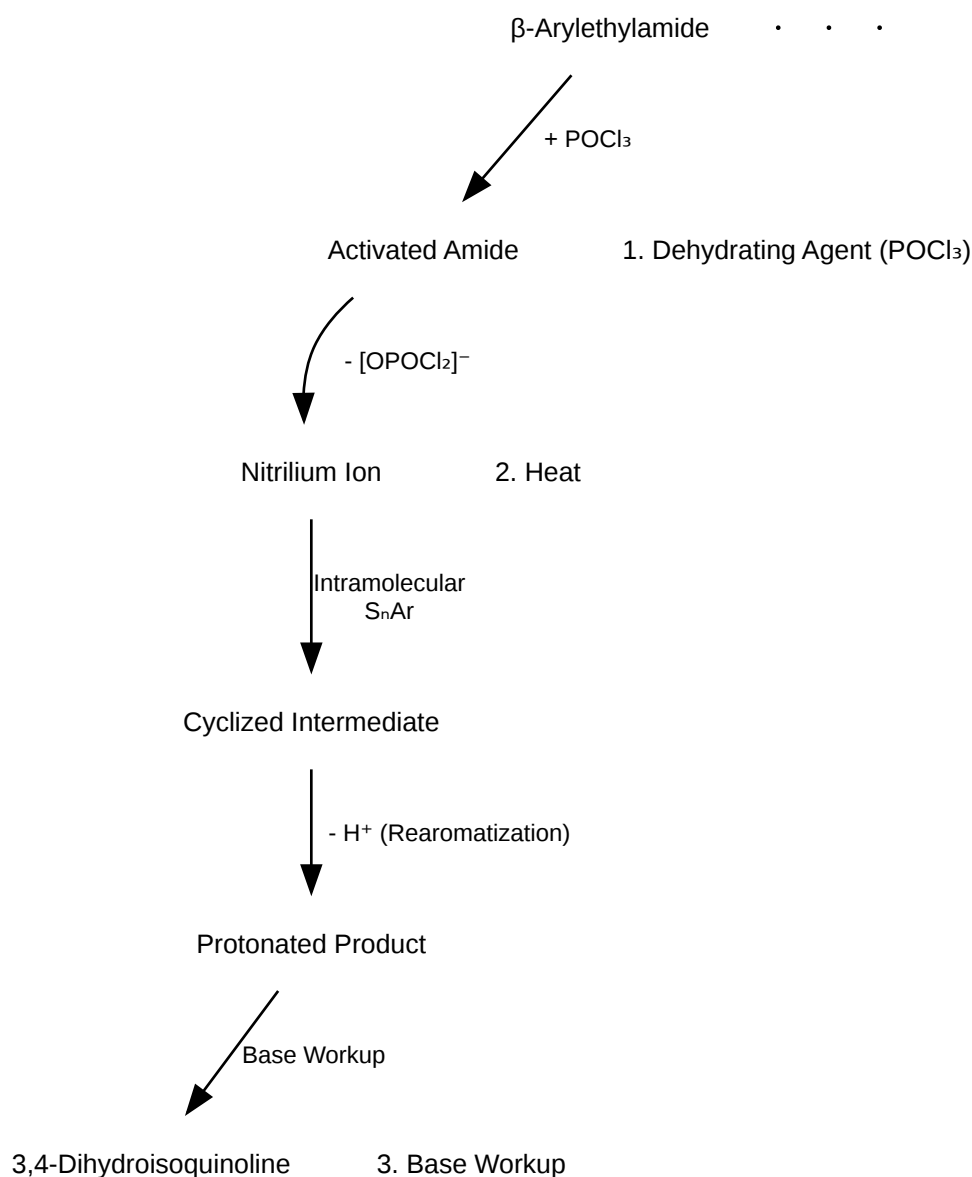 β-Arylethylamide · · ·
+ POCl₃
Activated Amide 1. Dehydrating Agent (POCl₃)
- [OPOCl₂]⁻
Nitrilium Ion 2. Heat
Intramolecular
SₙAr
Cyclized Intermediate
- H⁺ (Rearomatization)
Protonated Product
Base Workup
3,4-Dihydroisoquinoline 3. Base Workup